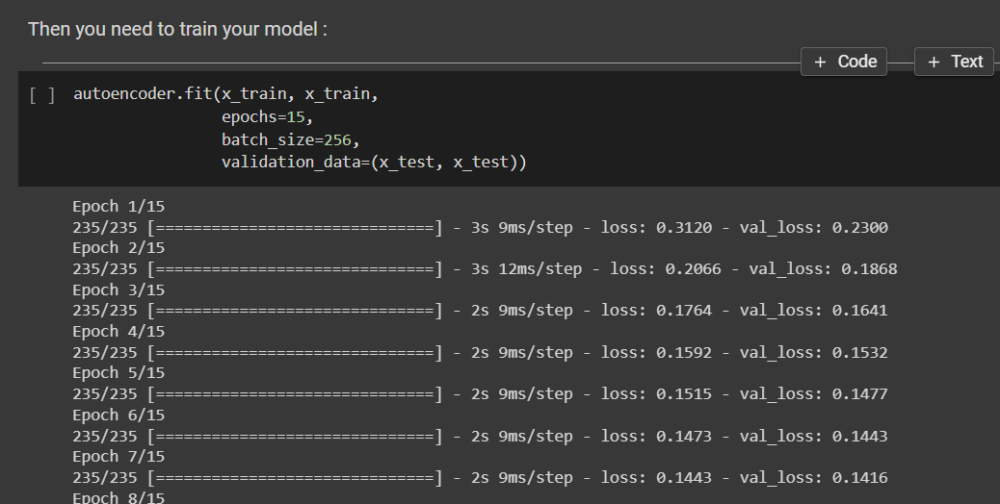 Then you need to train your model :
+ Code + Text
[ ] autoencoder.fit(x_train, x_train,
epochs=15,
batch_size=256,
validation_data=(x_test, x_test))
Epoch 1/15
235/235 [==============================] - 3s 9ms/step - loss: 0.3120 - val_loss: 0.2300
Epoch 2/15
235/235 [==============================] - 3s 12ms/step - loss: 0.2066 - val_loss: 0.1868
Epoch 3/15
235/235 [==============================] - 2s 9ms/step - loss: 0.1764 - val_loss: 0.1641
Epoch 4/15
235/235 [==============================] - 2s 9ms/step - loss: 0.1592 - val_loss: 0.1532
Epoch 5/15
235/235 [==============================] - 2s 9ms/step - loss: 0.1515 - val_loss: 0.1477
Epoch 6/15
235/235 [==============================] - 2s 9ms/step - loss: 0.1473 - val_loss: 0.1443
Epoch 7/15
235/235 [==============================] - 2s 9ms/step - loss: 0.1443 - val_loss: 0.1416
Epoch 8/15